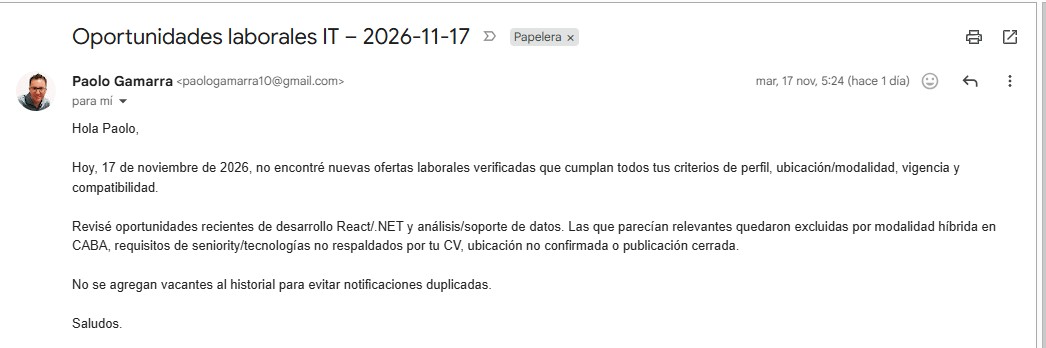 Oportunidades laborales IT – 2026-11-17 Papelera ×
Paolo Gamarra <paologamarra10@gmail.com> mar, 17 nov, 5:24 (hace 1 día)
para mí
Hola Paolo,
Hoy, 17 de noviembre de 2026, no encontré nuevas ofertas laborales verificadas que cumplan todos tus criterios de perfil, ubicación/modalidad, vigencia y
compatibilidad.
Revisé oportunidades recientes de desarrollo React/.NET y análisis/soporte de datos. Las que parecían relevantes quedaron excluidas por modalidad híbrida en
CABA, requisitos de seniority/tecnologías no respaldados por tu CV, ubicación no confirmada o publicación cerrada.
No se agregan vacantes al historial para evitar notificaciones duplicadas.
Saludos.